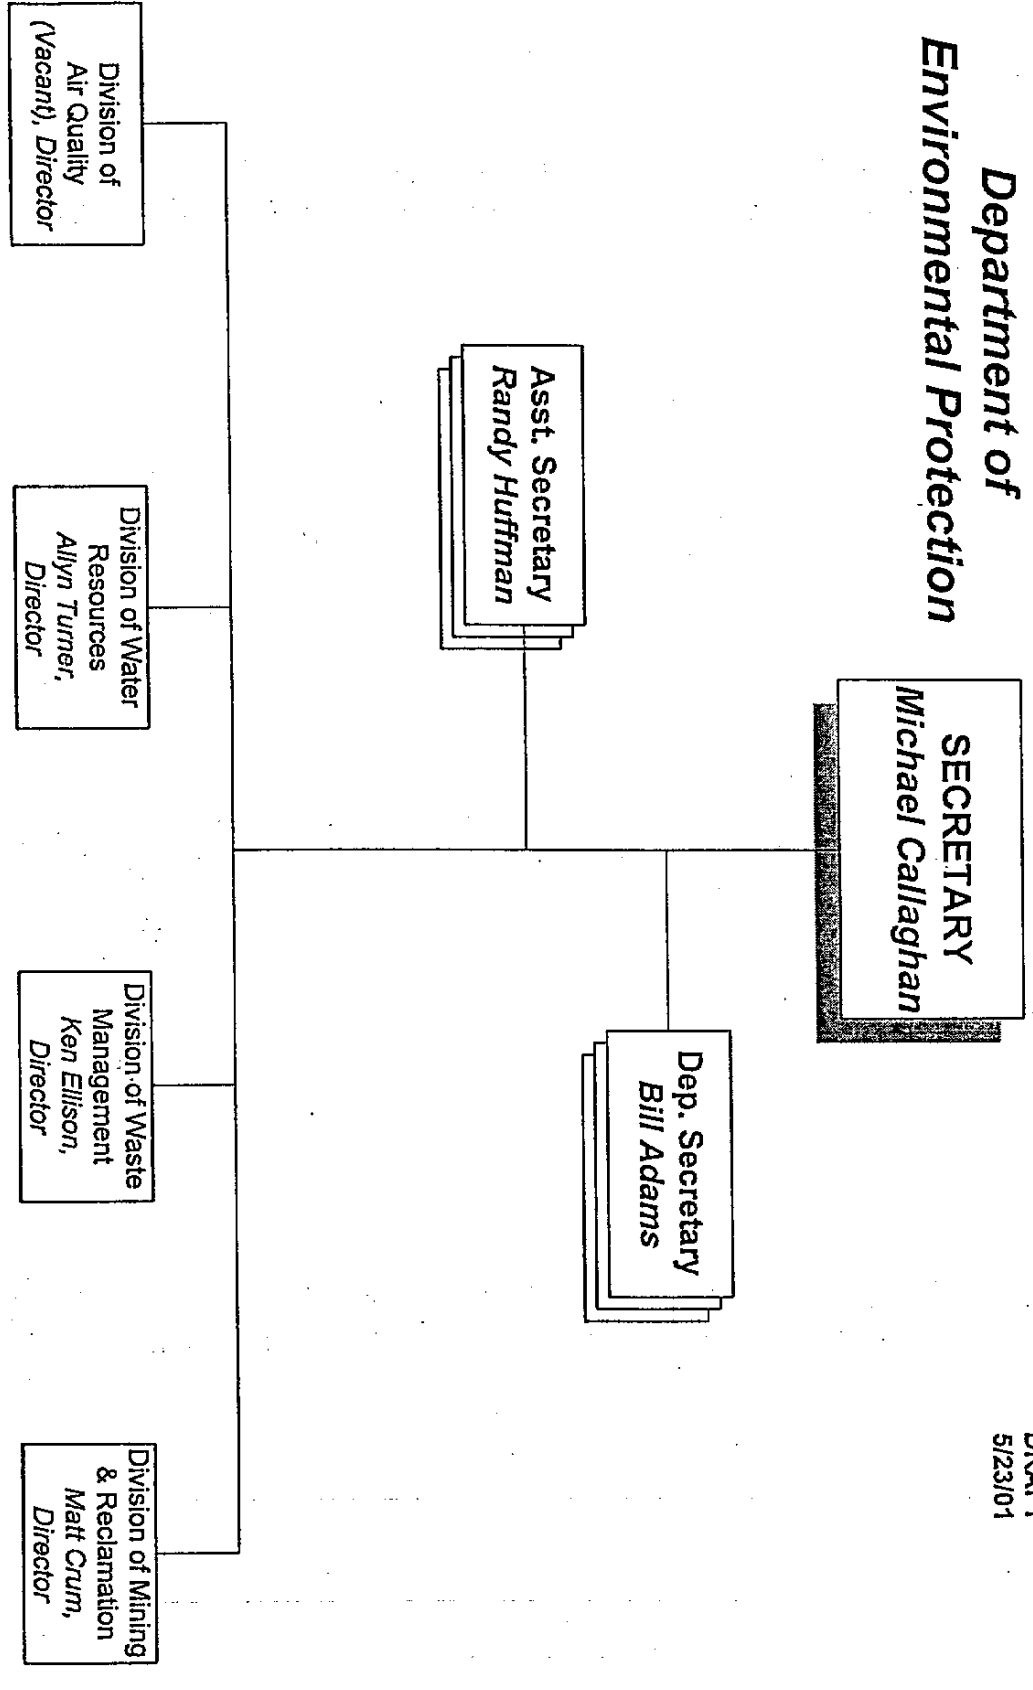 Department of
Environmental Protection
DRAFT
5/23/01
SECRETARY
Michael Callaghan
Dep. Secretary
Bill Adams
Asst. Secretary
Randy Huffman
Division of
Air Quality
(Vacant), Director
Division of Water
Resources
Allyn Turner,
Director
Division of Waste
Management
Ken Ellison,
Director
Division of Mining
& Reclamation
Matt Crum,
Director